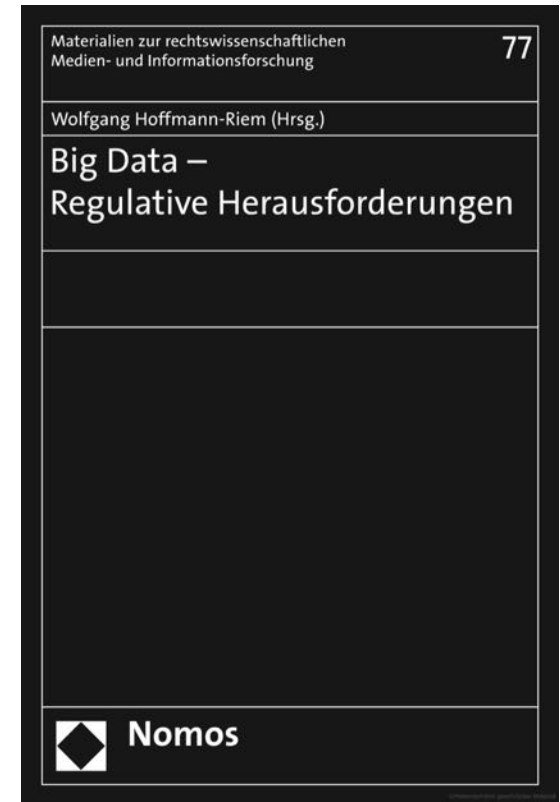 Materialien zur rechtswissenschaftlichen
Medien- und Informationsforschung
77
Wolfgang Hoffmann-Riem (Hrsg.)
Big Data –
Regulative Herausforderungen
Nomos